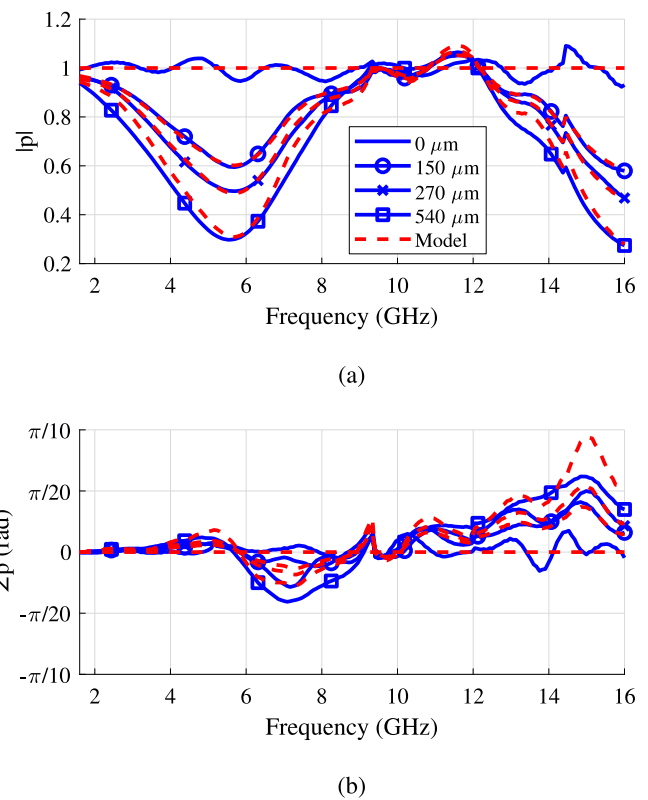 1.2
1
0.8
0.6
0.4
0.2
|p|
0 μm
150 μm
270 μm
540 μm
Model
2 4 6 8 10 12 14 16
Frequency (GHz)
(a)
π/10
π/20
0
-π/20
-π/10
(rad)
2 4 6 8 10 12 14 16
Frequency (GHz)
(b)